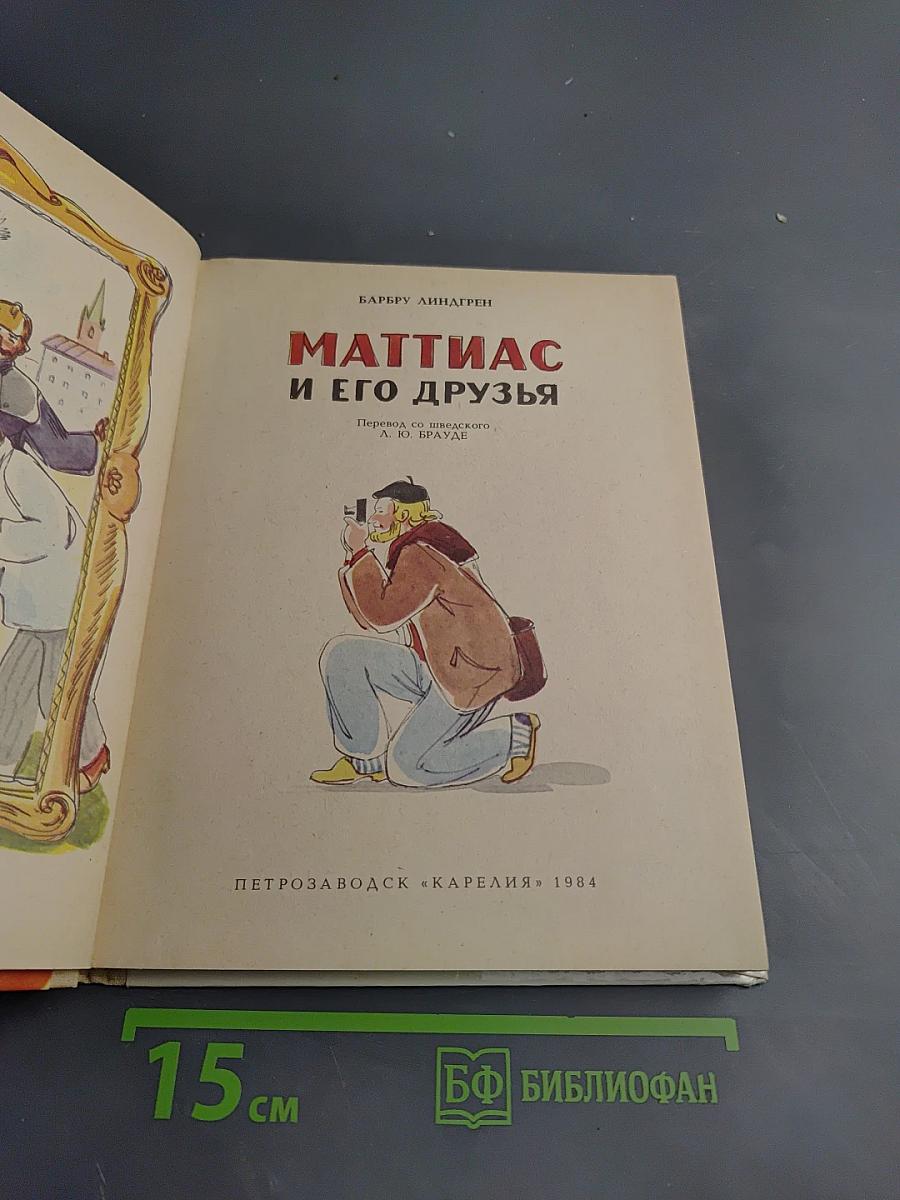 БАРБРУ ЛИНДГРЕН
МАТТИАС
И ЕГО ДРУЗЬЯ
Перевод со шведского
Л. Ю. БРАУДЕ
ПЕТРОЗАВОДСК «КАРЕЛИЯ» 1984
15 см
БФ БИБЛИОФАН